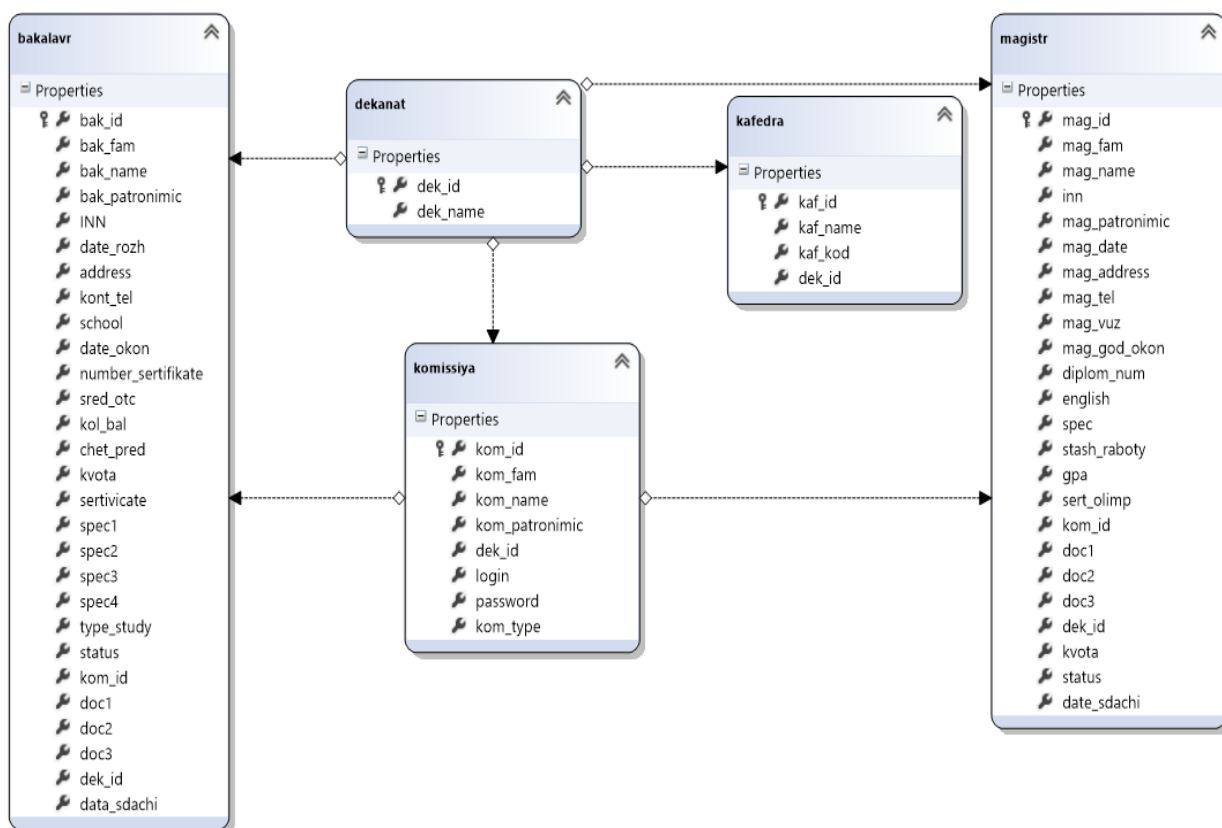 bakalavr
Properties
bak_id
bak_fam
bak_name
bak_patronimic
INN
date_rozh
address
kont_tel
school
date_okon
number_sertifikate
sred_otc
kol_bal
chet_pred
kvota
sertivicate
spec1
spec2
spec3
spec4
type_study
status
kom_id
doc1
doc2
doc3
dek_id
data_sdachi
dekanat
Properties
dek_id
dek_name
kafedra
Properties
kaf_id
kaf_name
kaf_kod
dek_id
komissiya
Properties
kom_id
kom_fam
kom_name
kom_patronimic
dek_id
login
password
kom_type
magistr
Properties
mag_id
mag_fam
mag_name
inn
mag_patronimic
mag_date
mag_address
mag_tel
mag_vuz
mag_god_okon
diplom_num
english
spec
stash_raboty
gpa
sert_olimp
kom_id
doc1
doc2
doc3
dek_id
kvota
status
date_sdachi